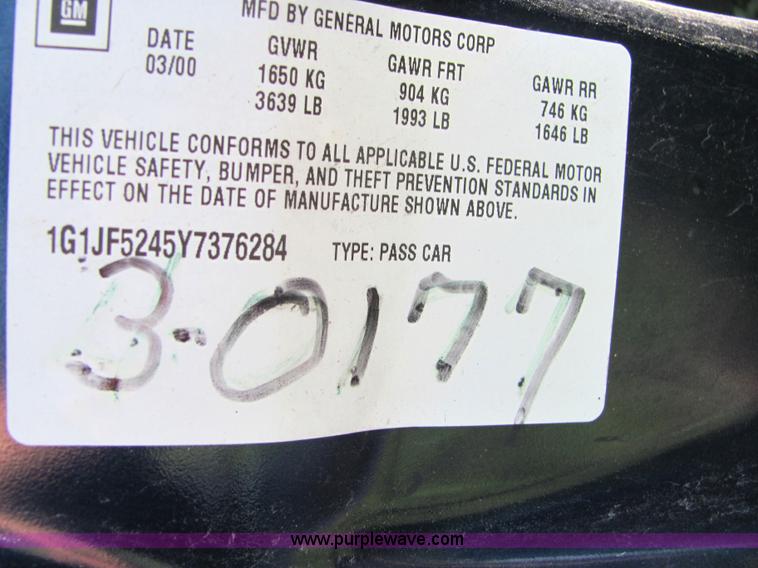 GM
MFD BY GENERAL MOTORS CORP
DATE GVWR GAWR FRT GAWR RR
03/00 1650 KG 904 KG 746 KG
3639 LB 1993 LB 1646 LB
THIS VEHICLE CONFORMS TO ALL APPLICABLE U.S. FEDERAL MOTOR
VEHICLE SAFETY, BUMPER, AND THEFT PREVENTION STANDARDS IN
EFFECT ON THE DATE OF MANUFACTURE SHOWN ABOVE.
1G1JF5245Y7376284 TYPE: PASS CAR
3-0177
www.purplewave.com